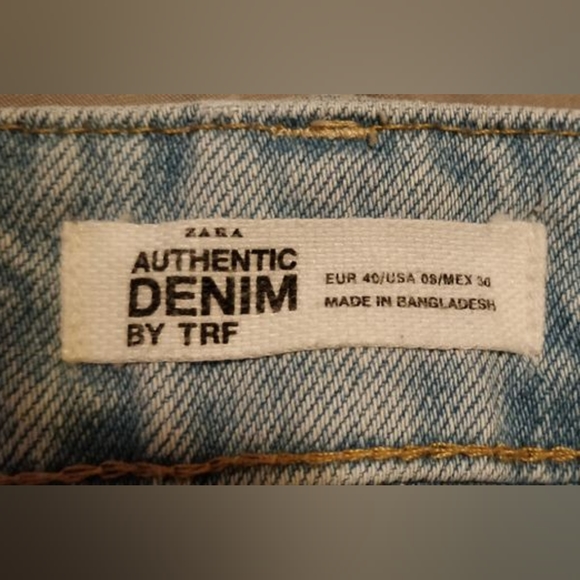 ZARA
AUTHENTIC
DENIM
BY TRF
EUR 40/USA 08/MEX 30
MADE IN BANGLADESH